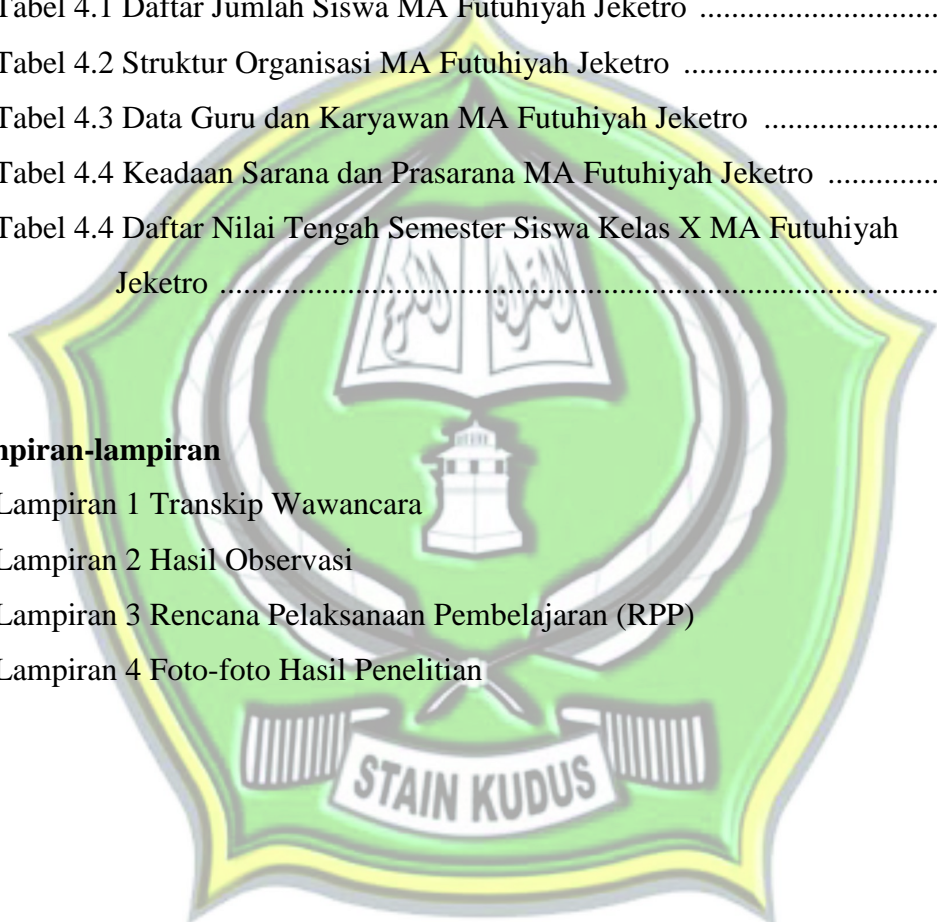 Tabel 4.1 Daftar Jumlah Siswa MA Futuhiyah Jeketro ..............................
Tabel 4.2 Struktur Organisasi MA Futuhiyah Jeketro ................................
Tabel 4.3 Data Guru dan Karyawan MA Futuhiyah Jeketro ......................
Tabel 4.4 Keadaan Sarana dan Prasarana MA Futuhiyah Jeketro ..............
Tabel 4.4 Daftar Nilai Tengah Semester Siswa Kelas X MA Futuhiyah
Jeketro ..........................................................................................
القرآن الكريم
mpiran-lampiran
Lampiran 1 Transkip Wawancara
Lampiran 2 Hasil Observasi
Lampiran 3 Rencana Pelaksanaan Pembelajaran (RPP)
Lampiran 4 Foto-foto Hasil Penelitian
STAIN KUDUS